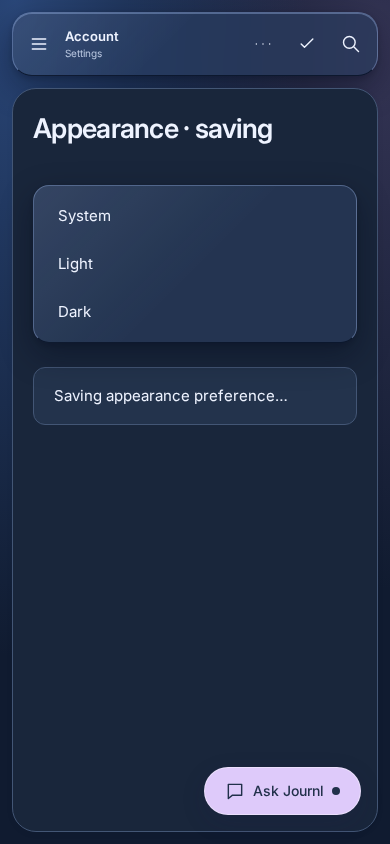 Account
Settings
Appearance · saving
System
Light
Dark
Saving appearance preference...
Ask Journl